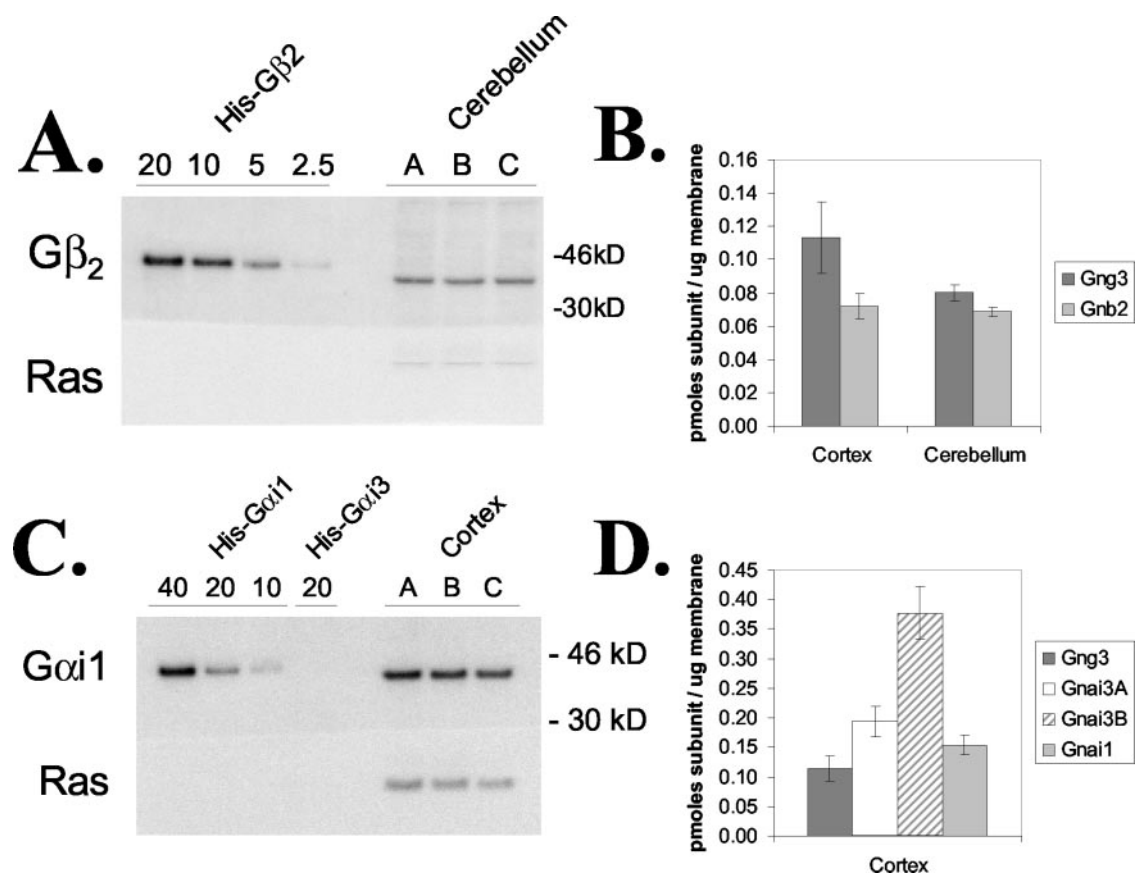 A.
His-Gβ2
Cerebellum
20 10 5 2.5 A B C
Gβ2
-46kD
-30kD
Ras
B.
pmoles subunit / ug membrane
0.16
0.14
0.12
0.10
0.08
0.06
0.04
0.02
0.00
Cortex Cerebellum
Gng3
Gnb2
C.
His-Gαi1
His-Gαi3
Cortex
40 20 10 20 A B C
Gαi1
- 46 kD
- 30 kD
Ras
D.
pmoles subunit / ug membrane
0.45
0.40
0.35
0.30
0.25
0.20
0.15
0.10
0.05
0.00
Cortex
Gng3
Gnai3A
Gnai3B
Gnai1